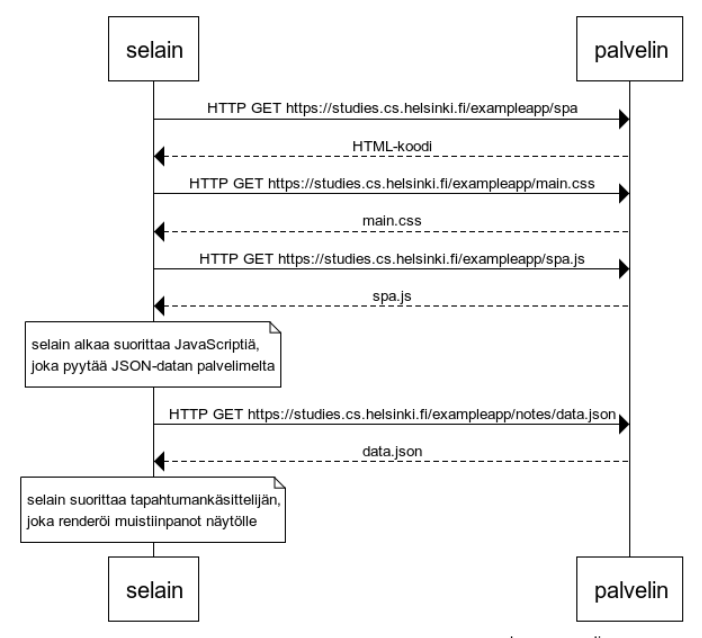 selain
palvelin
HTTP GET https://studies.cs.helsinki.fi/exampleapp/spa
HTML-koodi
HTTP GET https://studies.cs.helsinki.fi/exampleapp/main.css
main.css
HTTP GET https://studies.cs.helsinki.fi/exampleapp/spa.js
spa.js
selain alkaa suorittaa JavaScriptiä,
joka pyytää JSON-datan palvelimelta
HTTP GET https://studies.cs.helsinki.fi/exampleapp/notes/data.json
data.json
selain suorittaa tapahtumankäsittelijän,
joka renderöi muistiinpanot näytölle
selain
palvelin